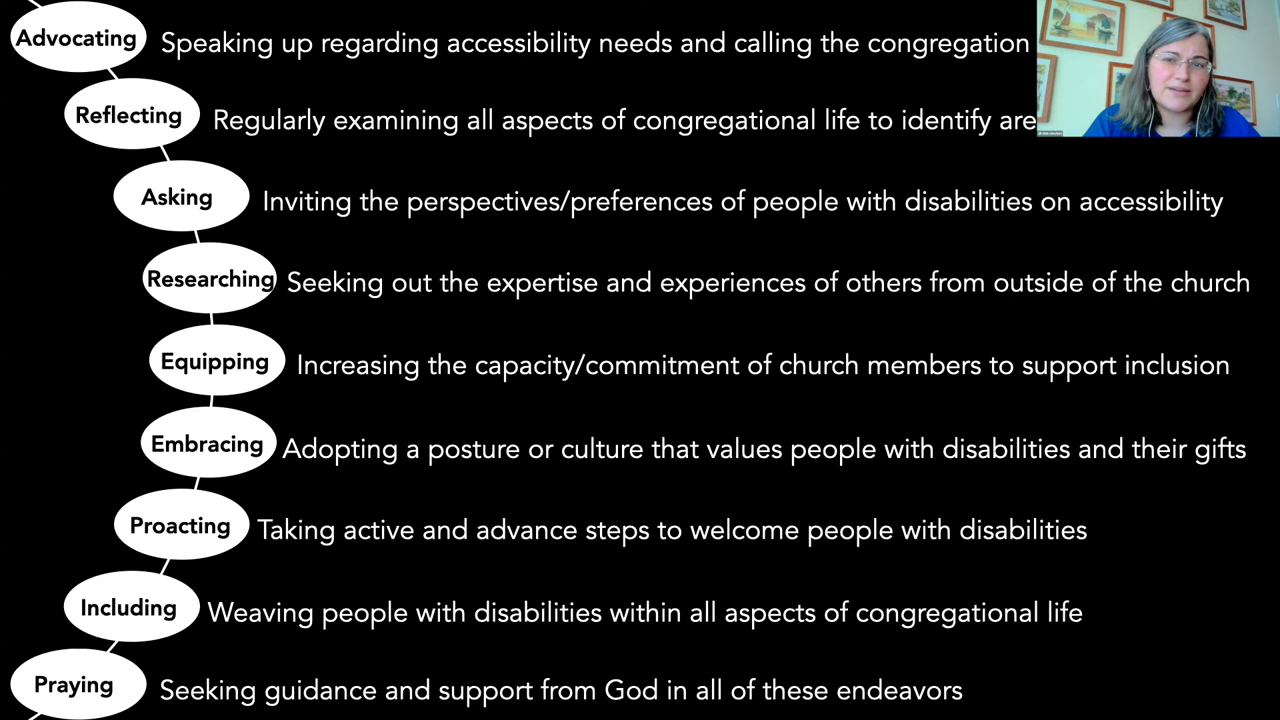 Advocating Speaking up regarding accessibility needs and calling the congregation
Reflecting Regularly examining all aspects of congregational life to identify are
Asking Inviting the perspectives/preferences of people with disabilities on accessibility
Researching Seeking out the expertise and experiences of others from outside of the church
Equipping Increasing the capacity/commitment of church members to support inclusion
Embracing Adopting a posture or culture that values people with disabilities and their gifts
Proacting Taking active and advance steps to welcome people with disabilities
Including Weaving people with disabilities within all aspects of congregational life
Praying Seeking guidance and support from God in all of these endeavors